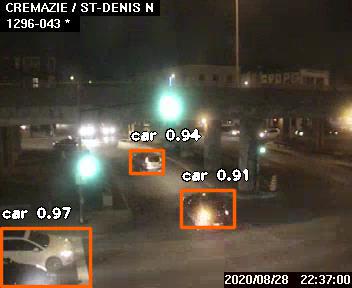 CREMAZIE / ST-DENIS N
1296-043 *
car 0.94
car 0.91
car 0.97
2020/08/28 22:37:00